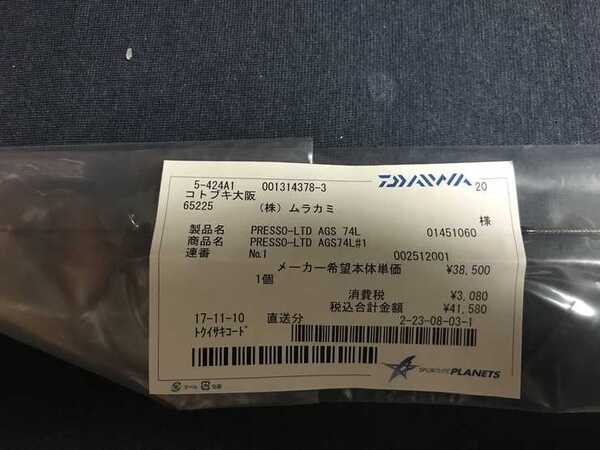 5-424A1 001314378-3 DAIWA 20
コトブキ大阪
65225 (株) ムラカミ
様
製品名 PRESSO-LTD AGS 74L 01451060
商品名 PRESSO-LTD AGS74L#1
連番 No.1 002512001
メーカー希望本体単価 ¥38,500
1個
消費税 ¥3,080
税込合計金額 ¥41,580
17-11-10 直送分 2-23-08-03-1
トクイサキコード
PLANETS